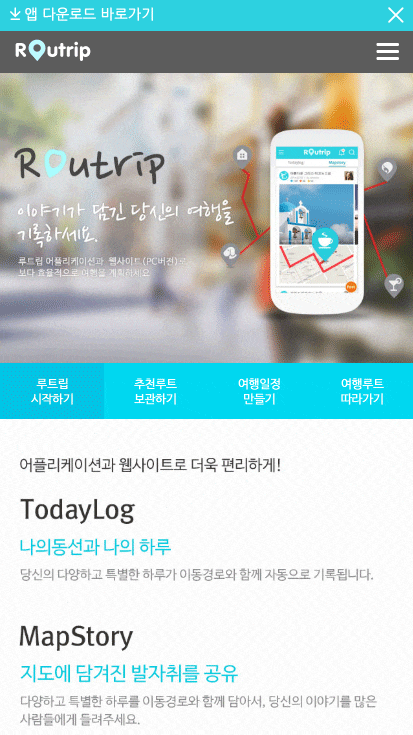 앱 다운로드 바로가기
ROutrip
ROutrip
이야기가 담긴 당신의 여행을
기록하세요.
루트립 어플리케이션과 웹사이트(PC버전)로
보다 효율적으로 여행을 계획하세요
ROutrip
루트립
시작하기
추천루트
보관하기
여행일정
만들기
여행루트
따라가기
어플리케이션과 웹사이트로 더욱 편리하게!
TodayLog
나의동선과 나의 하루
당신의 다양하고 특별한 하루가 이동경로와 함께 자동으로 기록됩니다.
MapStory
지도에 담겨진 발자취를 공유
다양하고 특별한 하루를 이동경로와 함께 담아서, 당신의 이야기를 많은
사람들에게 들려주세요.